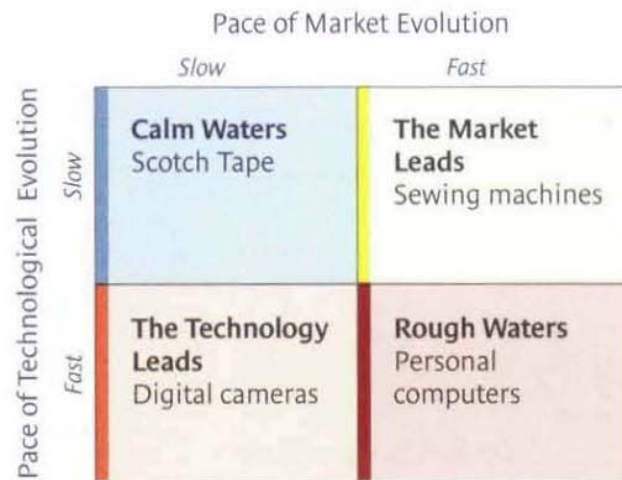 Pace of Market Evolution
Slow
Fast
Pace of Technological Evolution
Slow
Calm Waters
Scotch Tape
The Market
Leads
Sewing machines
Fast
The Technology
Leads
Digital cameras
Rough Waters
Personal
computers